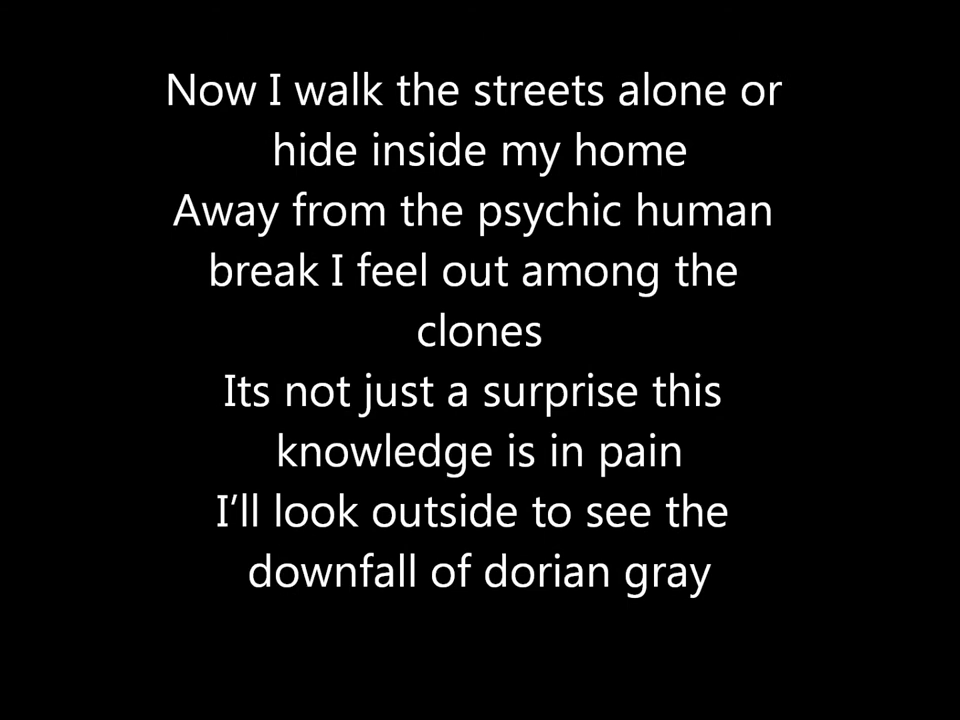 Now I walk the streets alone or
hide inside my home
Away from the psychic human
break I feel out among the
clones
Its not just a surprise this
knowledge is in pain
I’ll look outside to see the
downfall of dorian gray